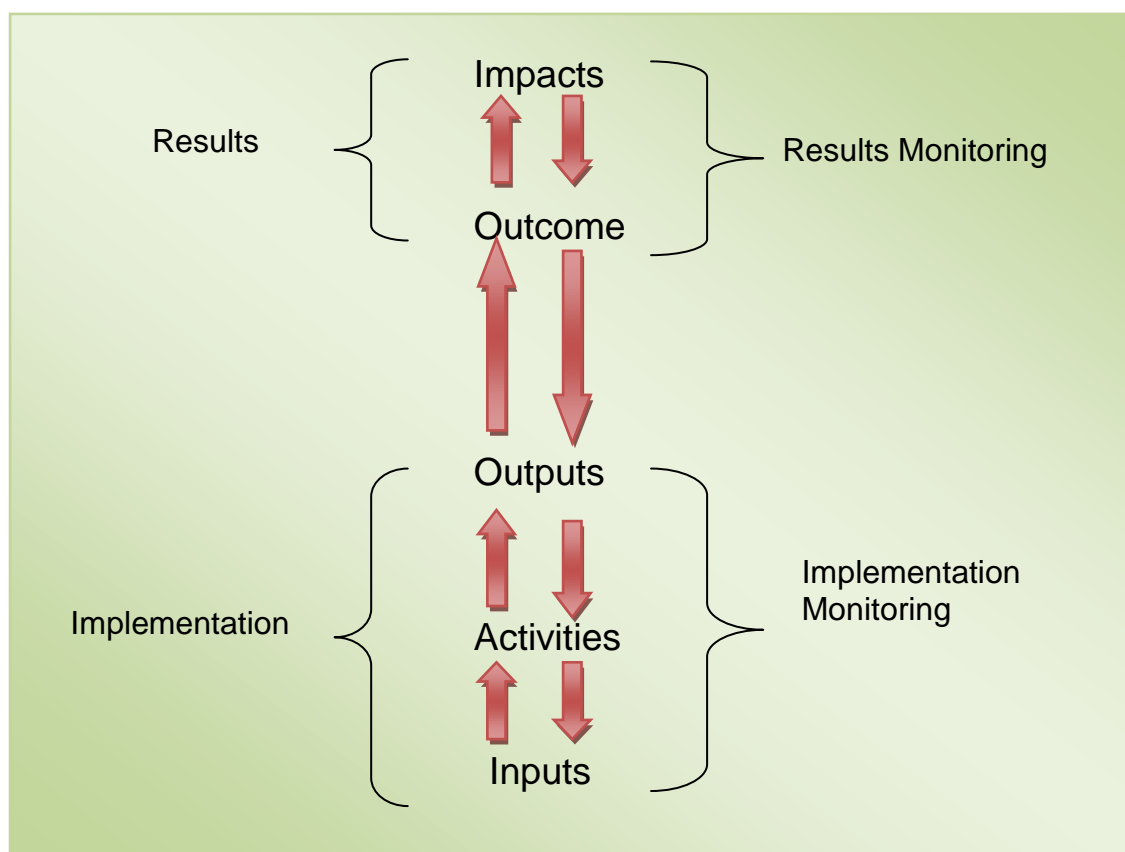 Impacts
Results
Results Monitoring
Outcome
Outputs
Implementation
Monitoring
Implementation
Activities
Inputs